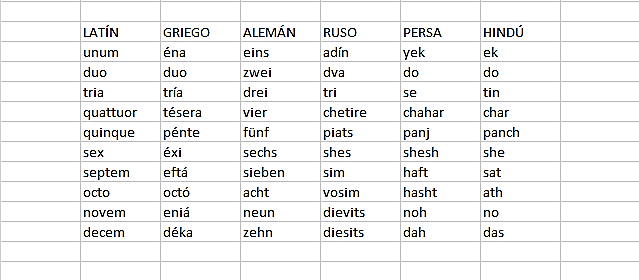 LATÍN GRIEGO ALEMÁN RUSO PERSA HINDÚ
unum éna eins adín yek ek
duo duo zwei dva do do
tria tría drei tri se tin
quattuor tésera vier chetire chahar char
quinque pénte fünf piats panj panch
sex éxi sechs shes shesh she
septem eftá sieben sim haft sat
octo octó acht vosim hasht ath
novem eniá neun dievits noh no
decem déka zehn diesits dah das